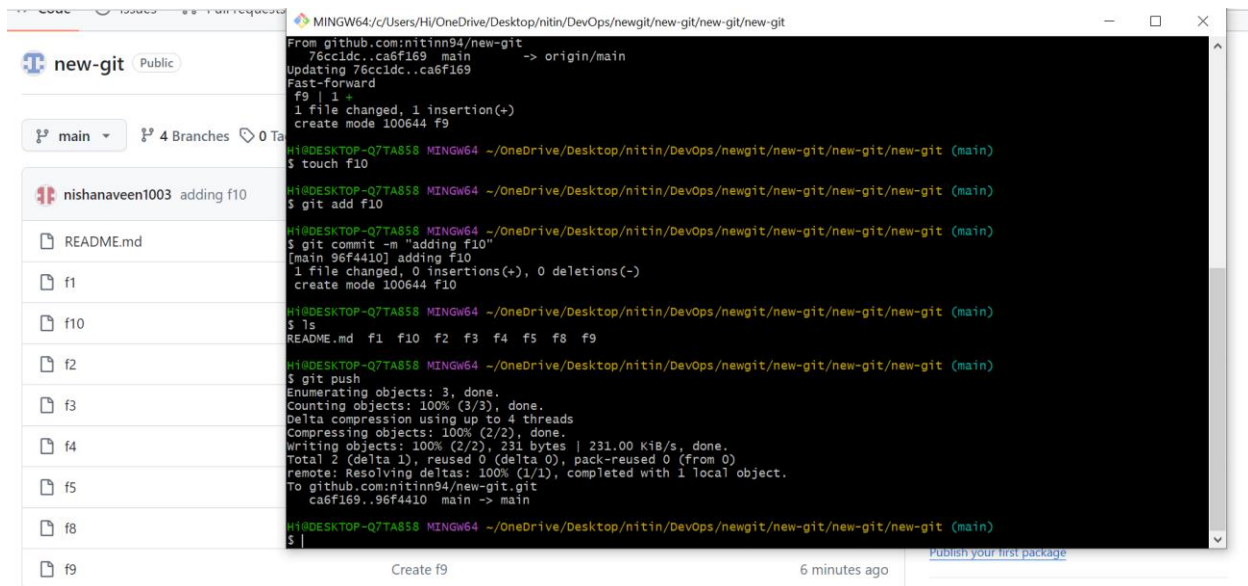 Code Issues Pull requests
new-git Public
main 4 Branches 0 Ta
nishanaveen1003 adding f10
README.md
f1
f10
f2
f3
f4
f5
f8
f9 Create f9 6 minutes ago
MINGW64:/c/Users/Hi/OneDrive/Desktop/nitin/DevOps/newgit/new-git/new-git/new-git
From github.com:nitinn94/new-git
76cc1dc..ca6f169 main -> origin/main
Updating 76cc1dc..ca6f169
Fast-forward
f9 | 1 +
1 file changed, 1 insertion(+)
create mode 100644 f9
Hi@DESKTOP-Q7TA858 MINGW64 ~/OneDrive/Desktop/nitin/DevOps/newgit/new-git/new-git/new-git (main)
$ touch f10
Hi@DESKTOP-Q7TA858 MINGW64 ~/OneDrive/Desktop/nitin/DevOps/newgit/new-git/new-git/new-git (main)
$ git add f10
Hi@DESKTOP-Q7TA858 MINGW64 ~/OneDrive/Desktop/nitin/DevOps/newgit/new-git/new-git/new-git (main)
$ git commit -m "adding f10"
[main 96f4410] adding f10
1 file changed, 0 insertions(+), 0 deletions(-)
create mode 100644 f10
Hi@DESKTOP-Q7TA858 MINGW64 ~/OneDrive/Desktop/nitin/DevOps/newgit/new-git/new-git/new-git (main)
$ ls
README.md f1 f10 f2 f3 f4 f5 f8 f9
Hi@DESKTOP-Q7TA858 MINGW64 ~/OneDrive/Desktop/nitin/DevOps/newgit/new-git/new-git/new-git (main)
$ git push
Enumerating objects: 3, done.
Counting objects: 100% (3/3), done.
Delta compression using up to 4 threads
Compressing objects: 100% (2/2), done.
Writing objects: 100% (2/2), 231 bytes | 231.00 KiB/s, done.
Total 2 (delta 1), reused 0 (delta 0), pack-reused 0 (from 0)
remote: Resolving deltas: 100% (1/1), completed with 1 local object.
To github.com:nitinn94/new-git.git
ca6f169..96f4410 main -> main
Hi@DESKTOP-Q7TA858 MINGW64 ~/OneDrive/Desktop/nitin/DevOps/newgit/new-git/new-git/new-git (main)
$
Publish your first package